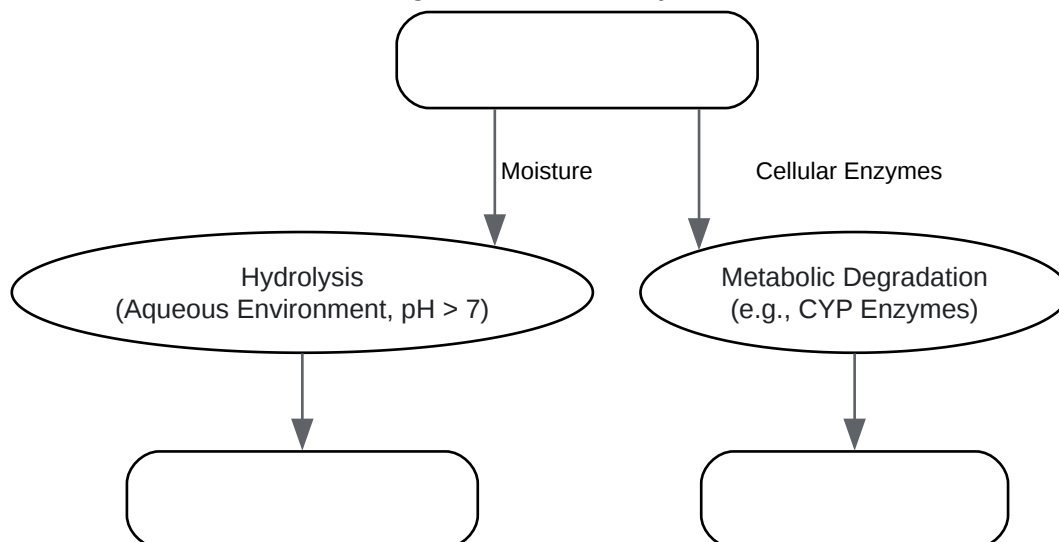 Moisture
Cellular Enzymes
Hydrolysis
(Aqueous Environment, pH > 7)
Metabolic Degradation
(e.g., CYP Enzymes)